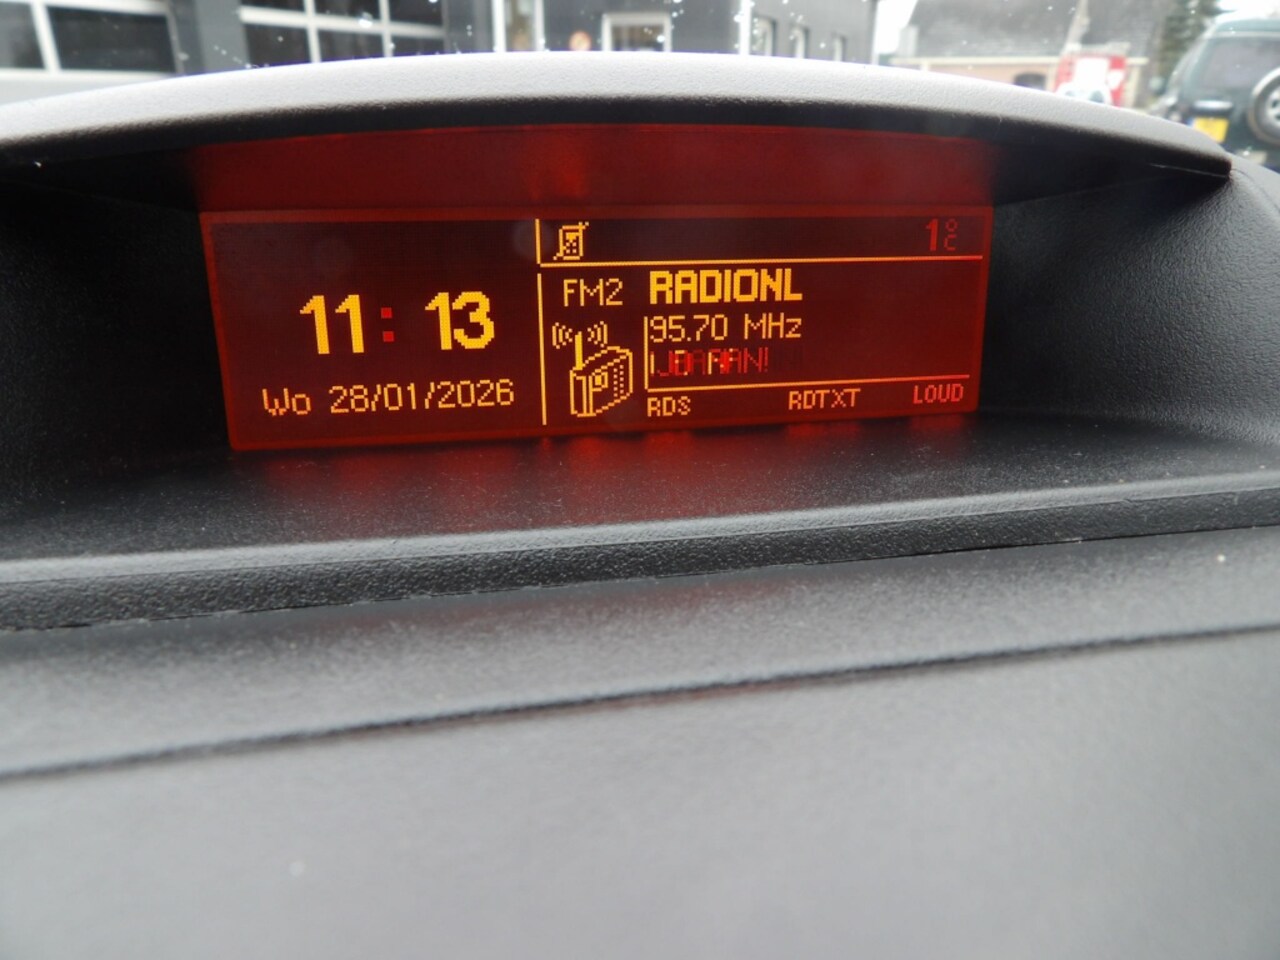 11:13
Wo 28/01/2026
1°C
FM2 RADIONL
95.70 MHz
RDS RDTXT LOUD